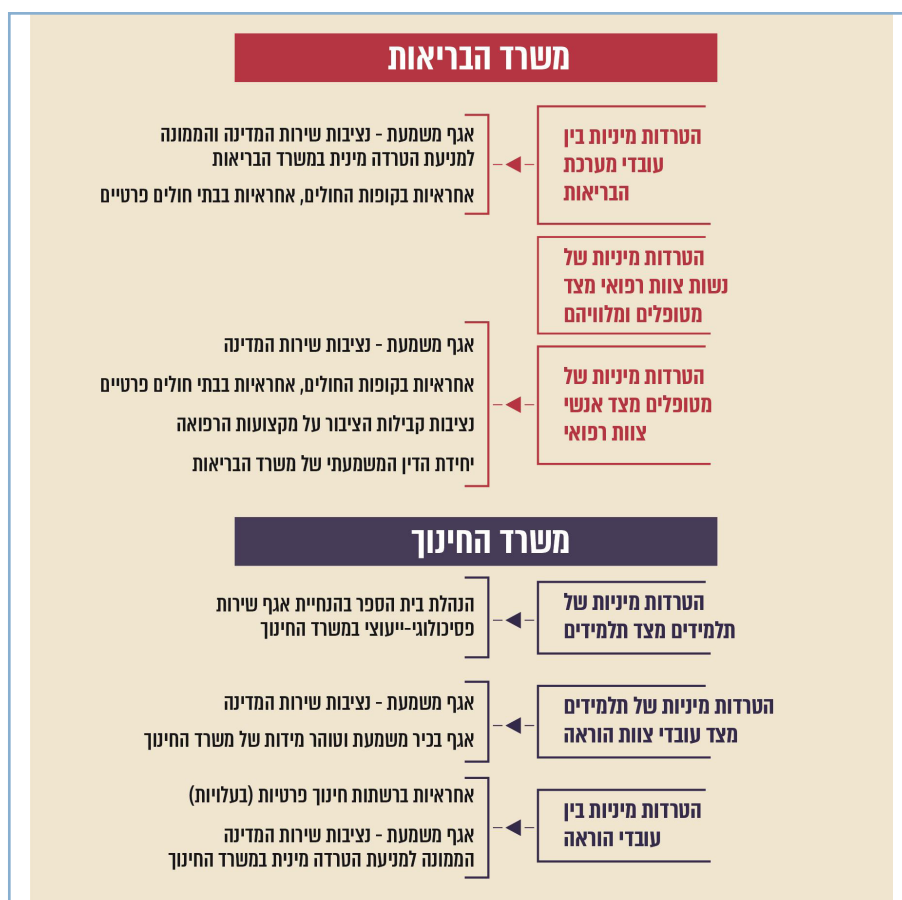 משרד הבריאות
הטרדות מיניות בין
עובדי מערכת
הבריאות
אגף משמעת - נציבות שירות המדינה והממונה
למניעת הטרדה מינית במשרד הבריאות
אחראיות בקופות החולים, אחראיות בבתי חולים פרטיים
הטרדות מיניות של
נשות צוות רפואי מצד
מטופלים ומלוויהם
הטרדות מיניות של
מטופלים מצד אנשי
צוות רפואי
אגף משמעת - נציבות שירות המדינה
אחראיות בקופות החולים, אחראיות בבתי חולים פרטיים
נציבות קבילות הציבור על מקצועות הרפואה
יחידת הדין המשמעתי של משרד הבריאות
משרד החינוך
הטרדות מיניות של
תלמידים מצד תלמידים
הנהלת בית הספר בהנחיית אגף שירות
פסיכולוגי-ייעוצי במשרד החינוך
הטרדות מיניות של תלמידים
מצד עובדי צוות הוראה
אגף משמעת - נציבות שירות המדינה
אגף בכיר משמעת וטוהר מידות של משרד החינוך
הטרדות מיניות בין
עובדי הוראה
אחראיות ברשתות חינוך פרטיות (בעלויות)
אגף משמעת - נציבות שירות המדינה
הממונה למניעת הטרדה מינית במשרד החינוך